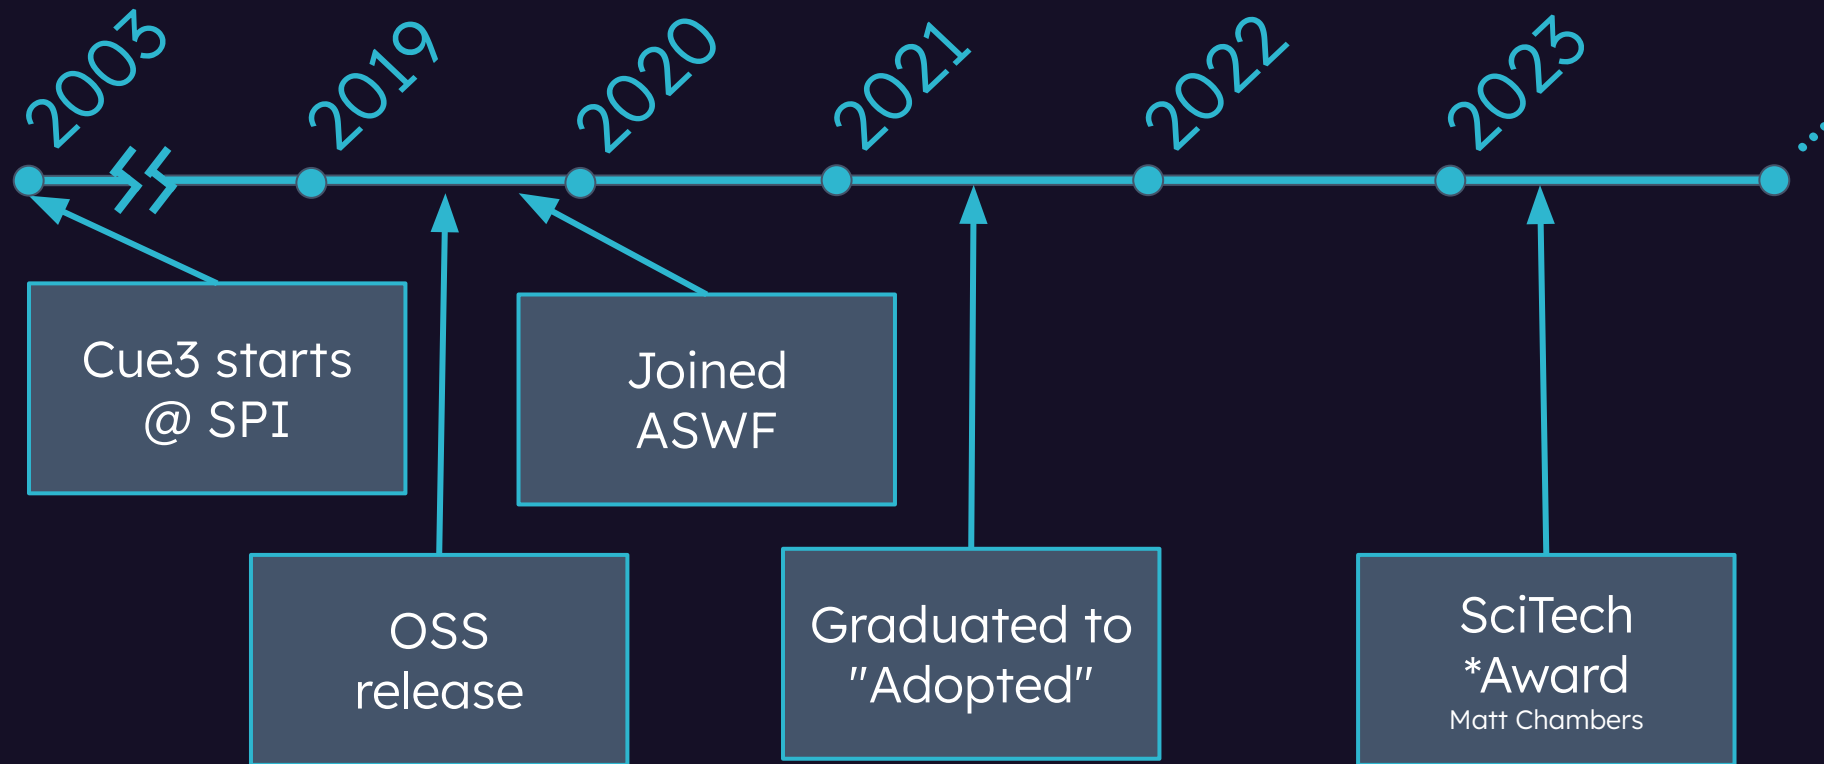 2003
2019
2020
2021
2022
2023
...
Cue3 starts
@ SPI
Joined
ASWF
OSS
release
Graduated to
"Adopted"
SciTech
*Award
Matt Chambers